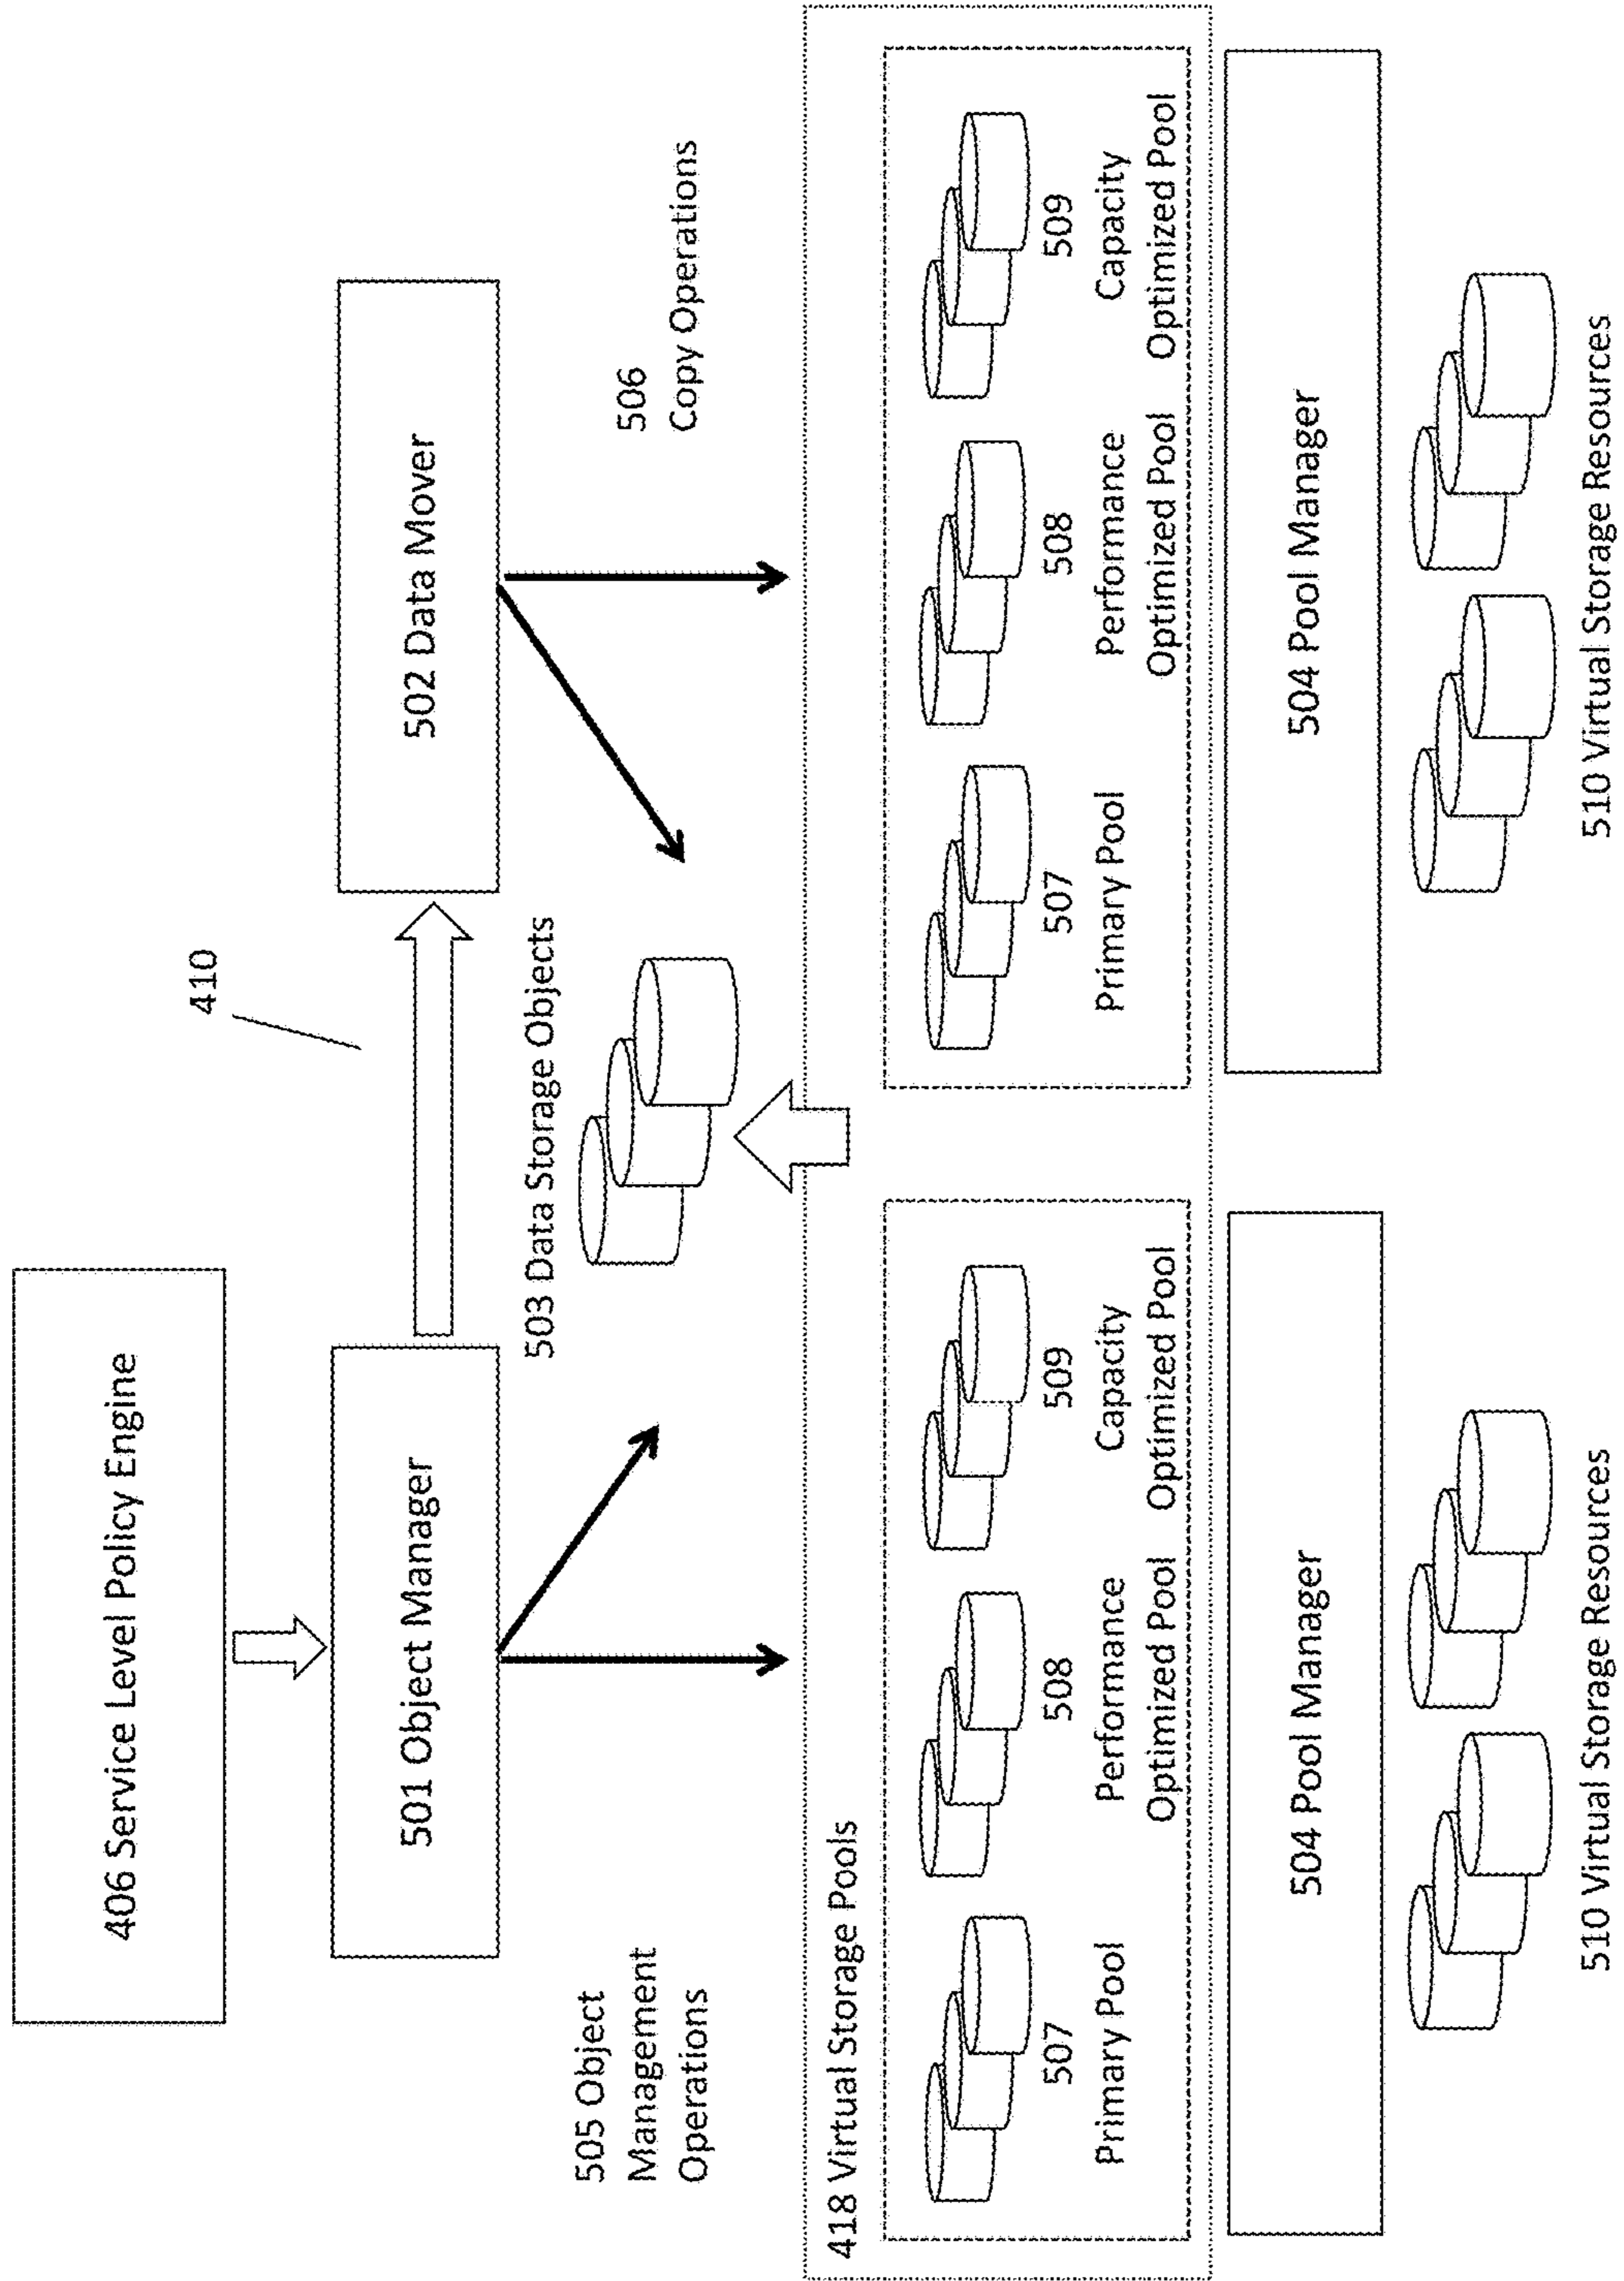 406 Service Level Policy Engine
410
501 Object Manager
502 Data Mover
503 Data Storage Objects
505 Object
Management
Operations
506
Copy Operations
418 Virtual Storage Pools
507
Primary Pool
508
Performance
Optimized Pool
509
Capacity
Optimized Pool
507
Primary Pool
508
Performance
Optimized Pool
509
Capacity
Optimized Pool
504 Pool Manager
504 Pool Manager
510 Virtual Storage Resources
510 Virtual Storage Resources